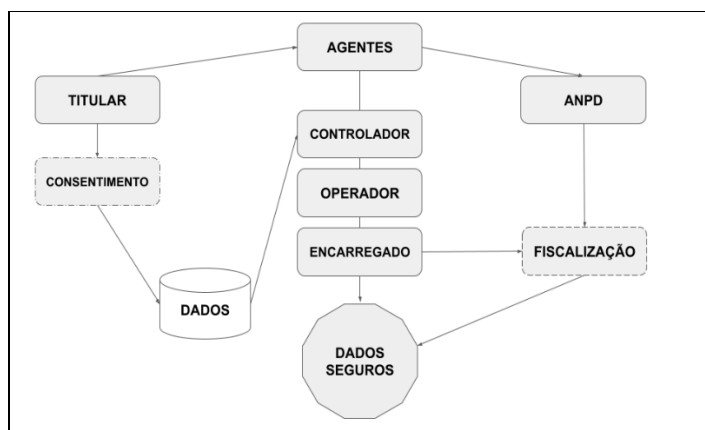 AGENTES
TITULAR
ANPD
CONTROLADOR
CONSENTIMENTO
OPERADOR
ENCARREGADO
FISCALIZAÇÃO
DADOS
DADOS
SEGUROS